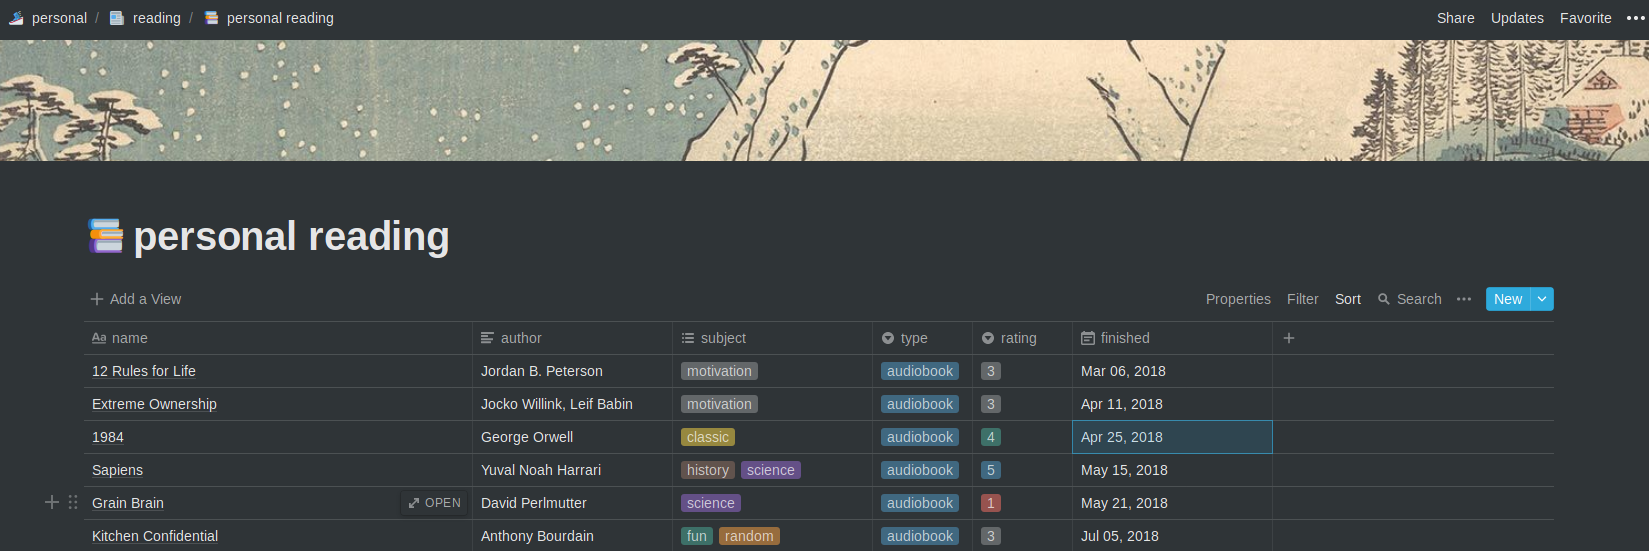 personal / reading / personal reading Share Updates Favorite
personal reading
Add a View Properties Filter Sort Search New
Aa name author subject type rating finished
12 Rules for Life Jordan B. Peterson motivation audiobook 3 Mar 06, 2018
Extreme Ownership Jocko Willink, Leif Babin motivation audiobook 3 Apr 11, 2018
1984 George Orwell classic audiobook 4 Apr 25, 2018
Sapiens Yuval Noah Harrari history science audiobook 5 May 15, 2018
Grain Brain OPEN David Perlmutter science audiobook 1 May 21, 2018
Kitchen Confidential Anthony Bourdain fun random audiobook 3 Jul 05, 2018